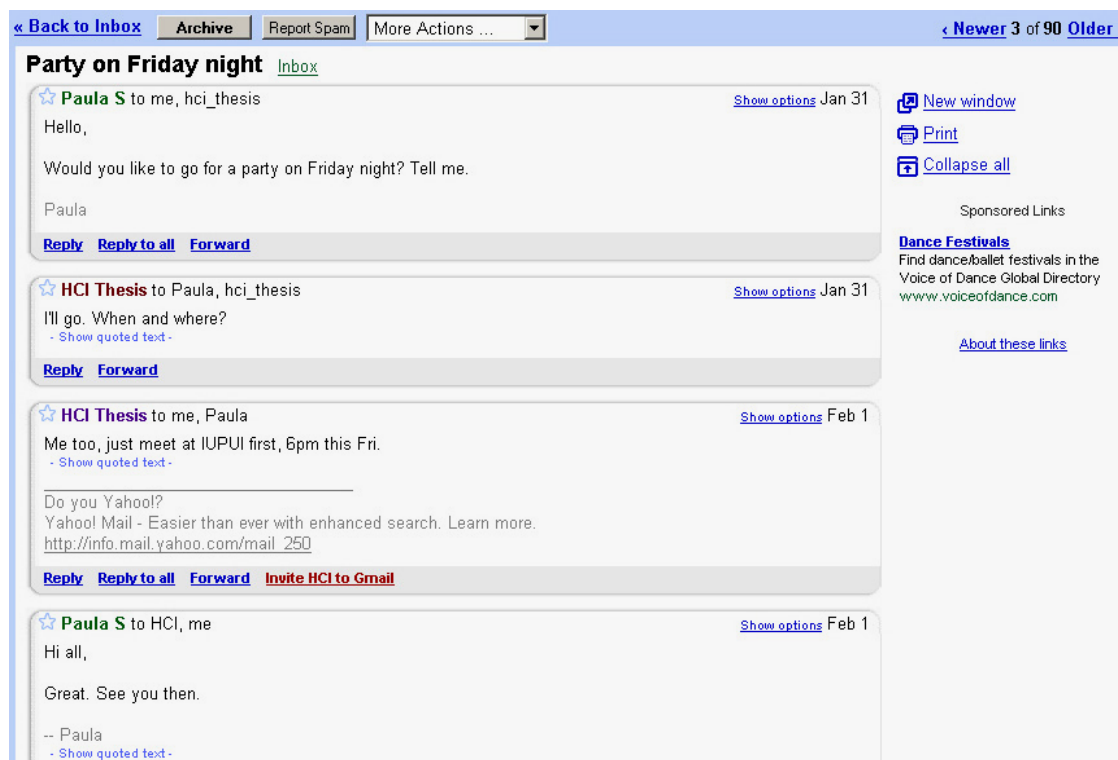 « Back to Inbox Archive Report Spam More Actions ... ‹ Newer 3 of 90 Older
Party on Friday night Inbox
Paula S to me, hci_thesis Show options Jan 31
Hello,
Would you like to go for a party on Friday night? Tell me.
Paula
Reply Reply to all Forward
HCI Thesis to Paula, hci_thesis Show options Jan 31
I'll go. When and where?
- Show quoted text -
Reply Forward
HCI Thesis to me, Paula Show options Feb 1
Me too, just meet at IUPUI first, 6pm this Fri.
- Show quoted text -
Do you Yahoo!?
Yahoo! Mail - Easier than ever with enhanced search. Learn more.
http://info.mail.yahoo.com/mail_250
Reply Reply to all Forward Invite HCI to Gmail
Paula S to HCI, me Show options Feb 1
Hi all,
Great. See you then.
-- Paula
- Show quoted text -
New window
Print
Collapse all
Sponsored Links
Dance Festivals
Find dance/ballet festivals in the
Voice of Dance Global Directory
www.voiceofdance.com
About these links